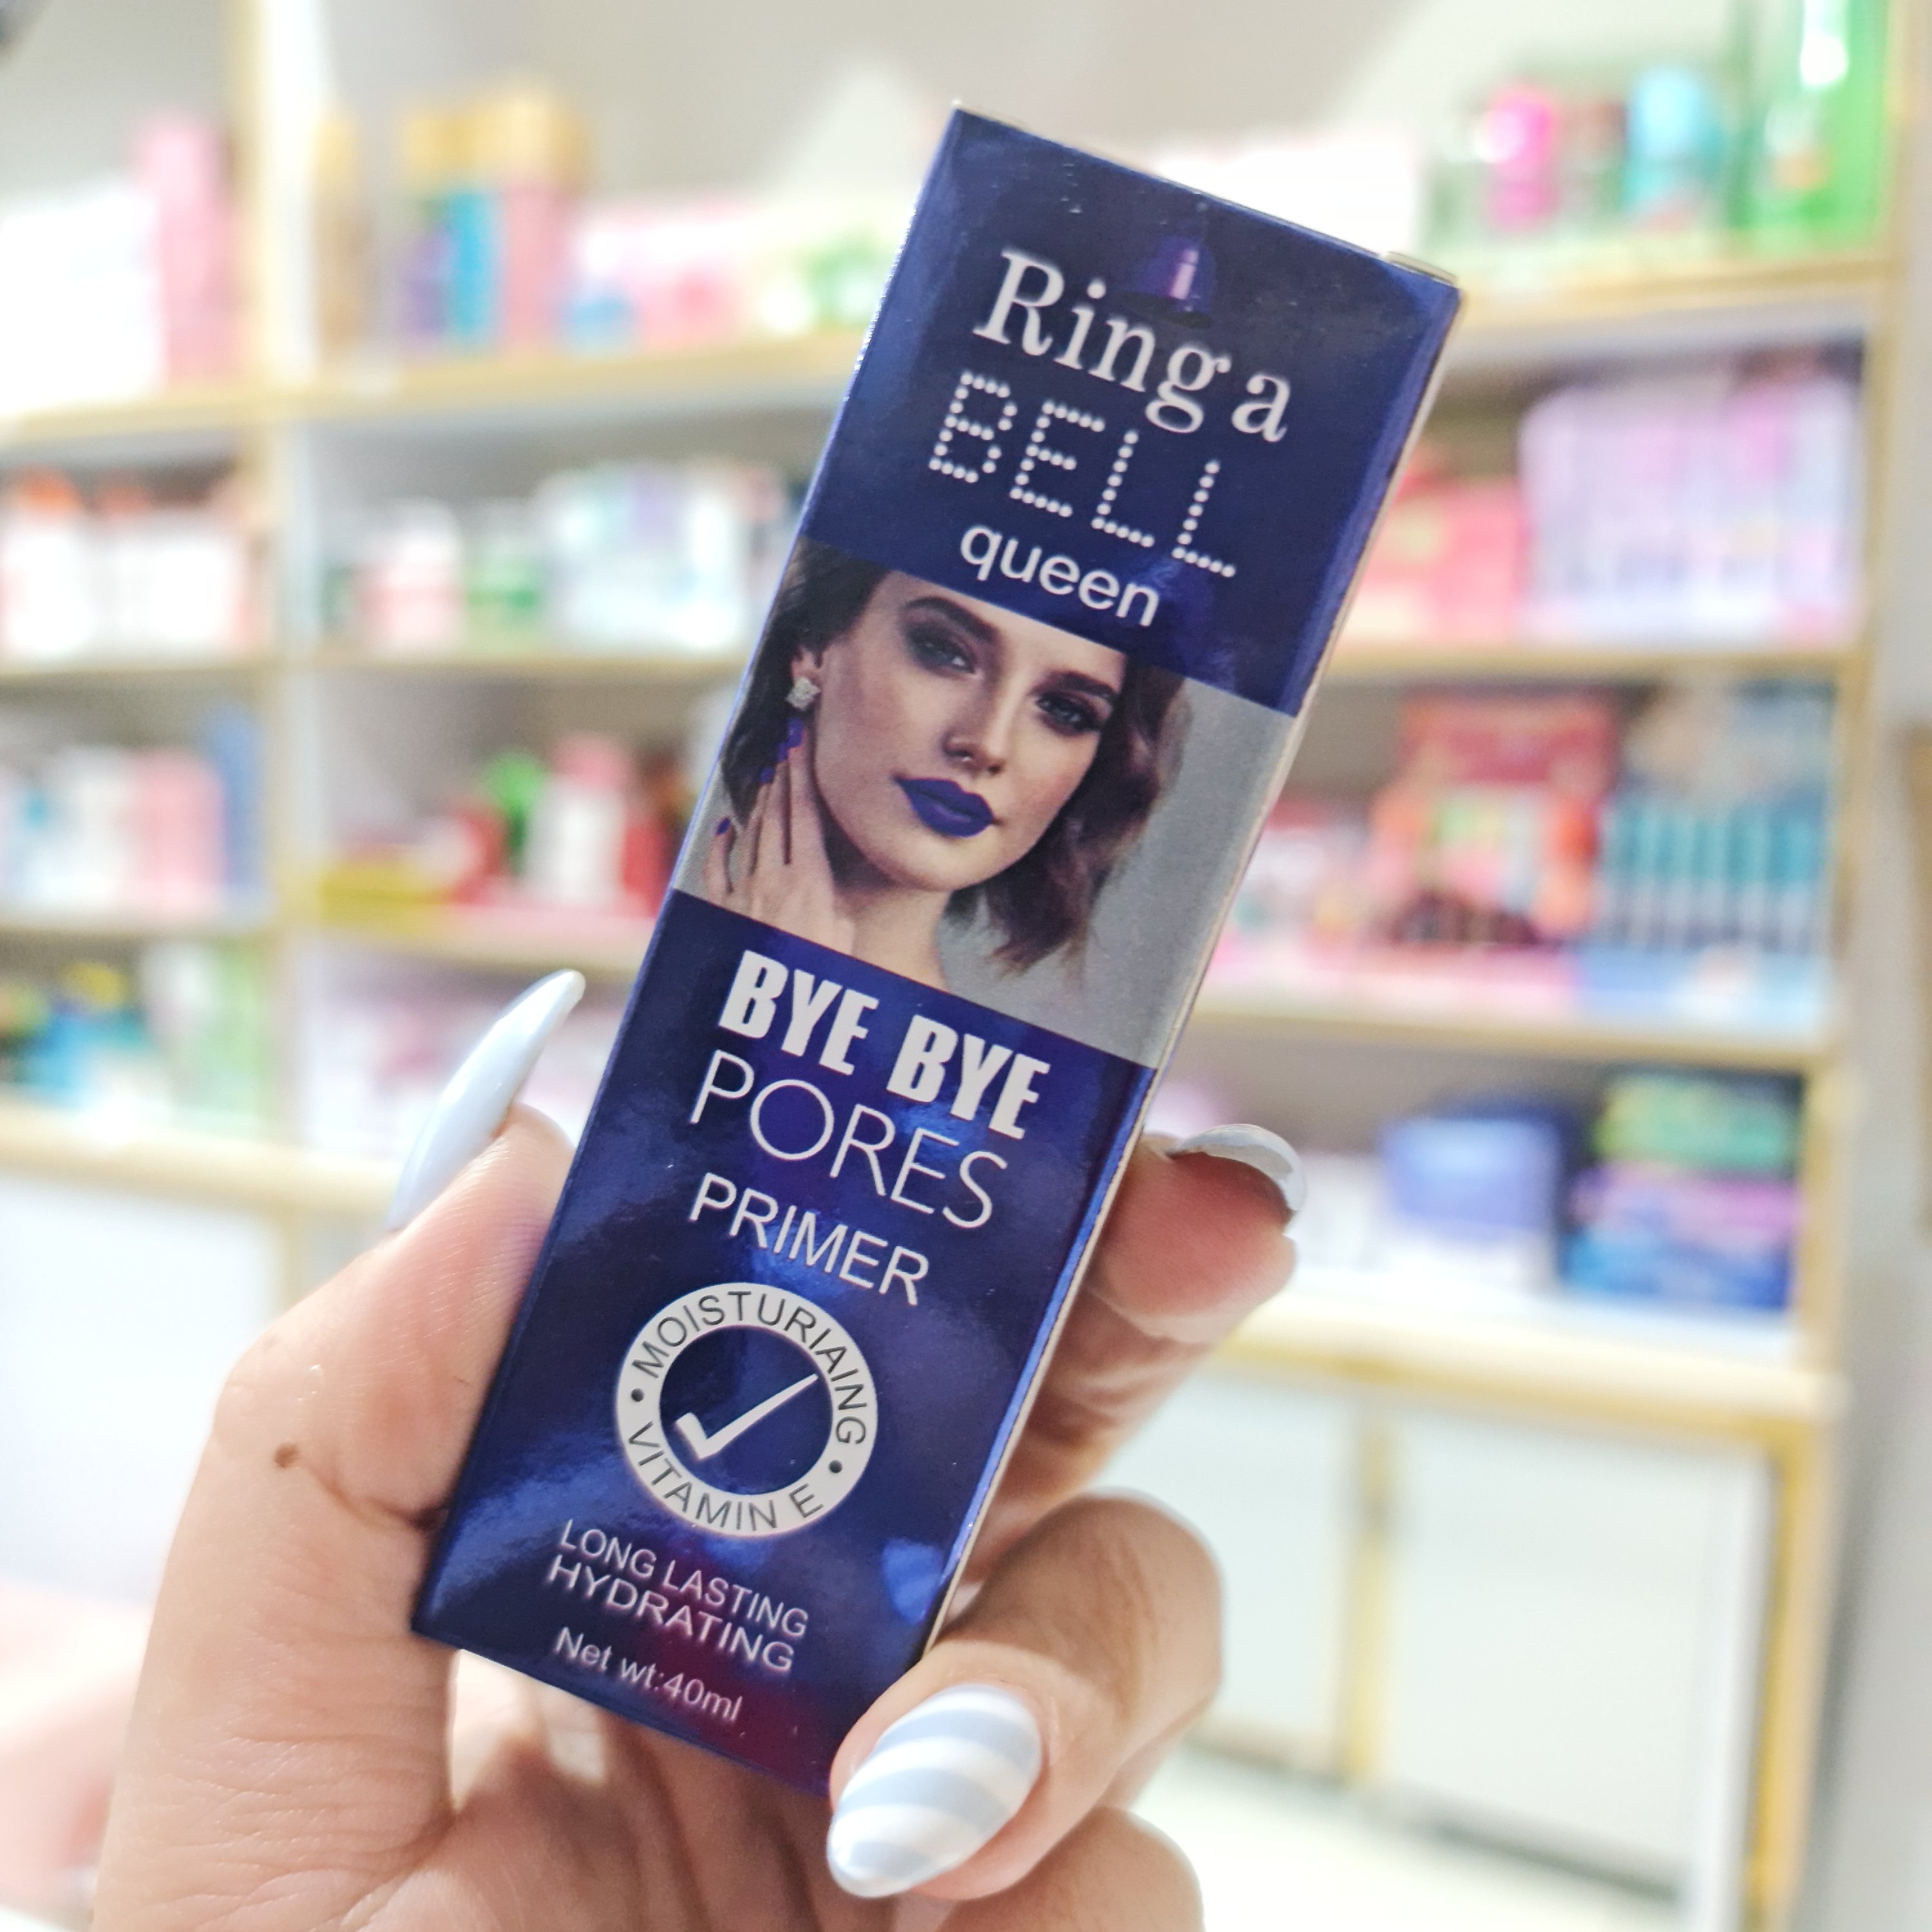 Ring a
BELL
queen
BYE BYE
PORES
PRIMER
MOISTURIAING
VITAMIN E
LONG LASTING
HYDRATING
Net wt:40ml